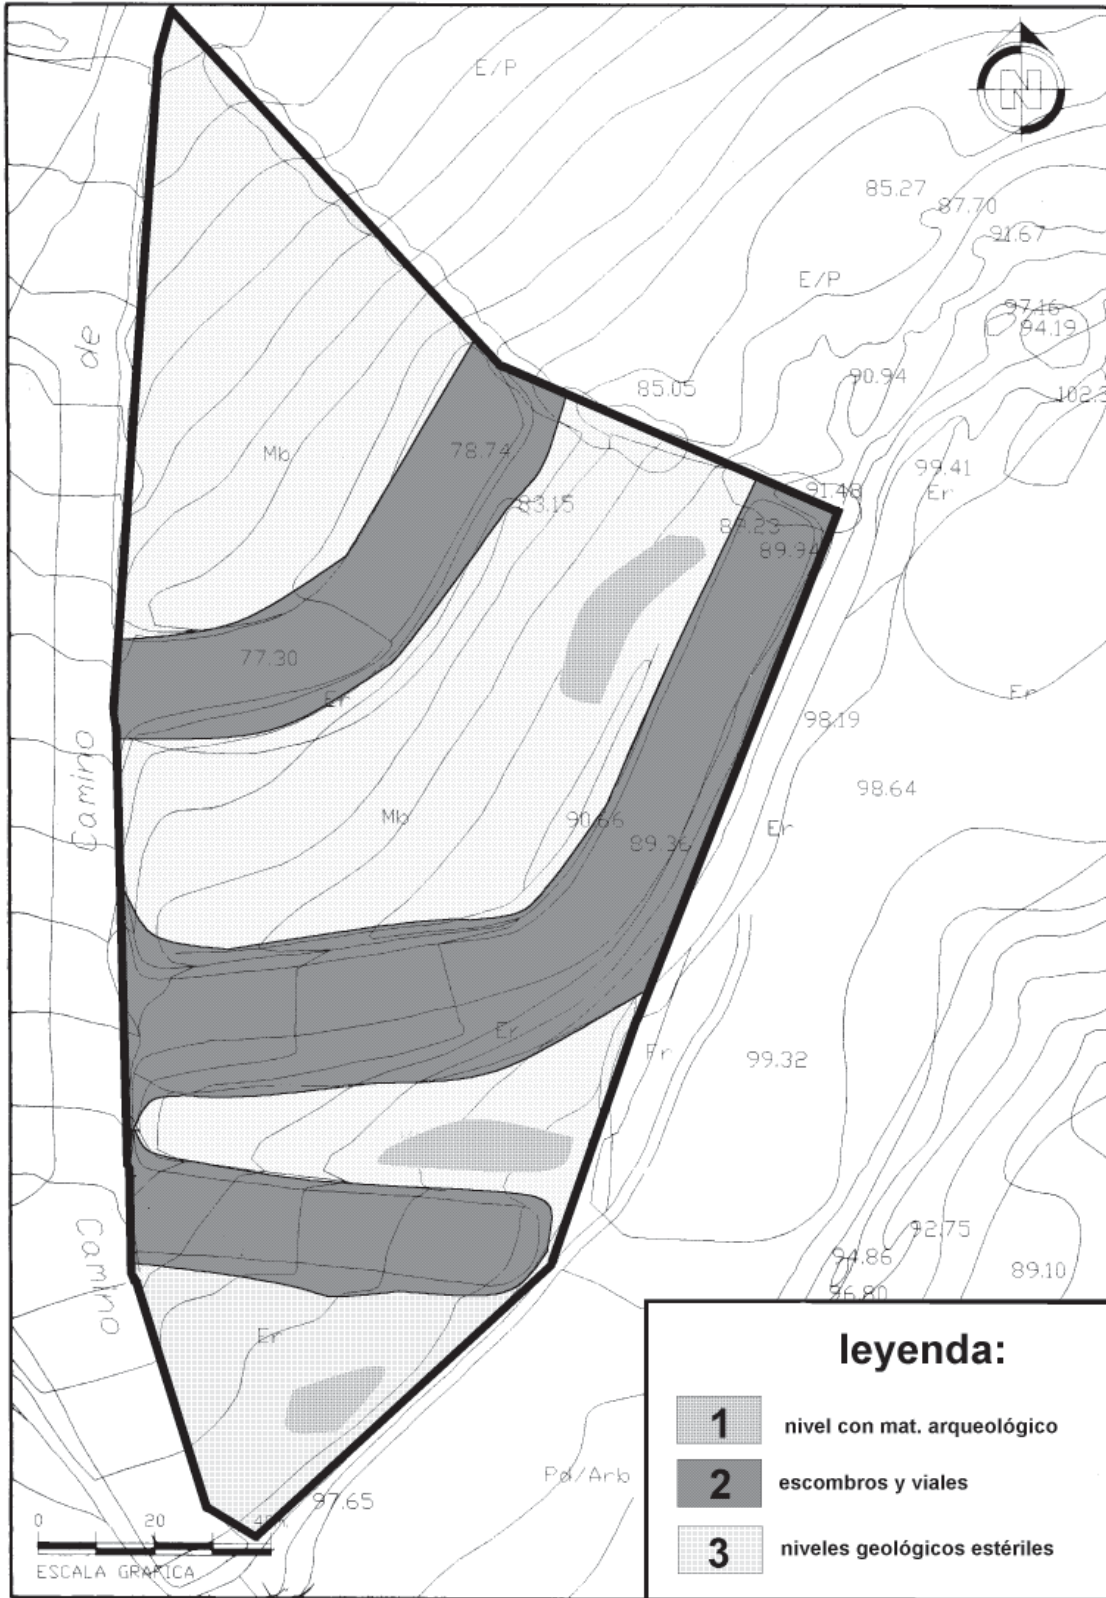 E/P
N
85.27
87.70
91.67
E/P
97.16
94.19
de
85.05
90.94
102.3
Mb
78.74
99.41
Er
91.48
83.15
89.94
77.30
Er
Er
98.19
Camino
98.64
Mb
90.66
Er
89.36
Er
99.32
Camino
92.75
94.86
89.10
96.80
Er
leyenda:
1 nivel con mat. arqueológico
2 escombros y viales
3 niveles geológicos estériles
Pd/Arb
97.65
0 20
ESCALA GRAFICA